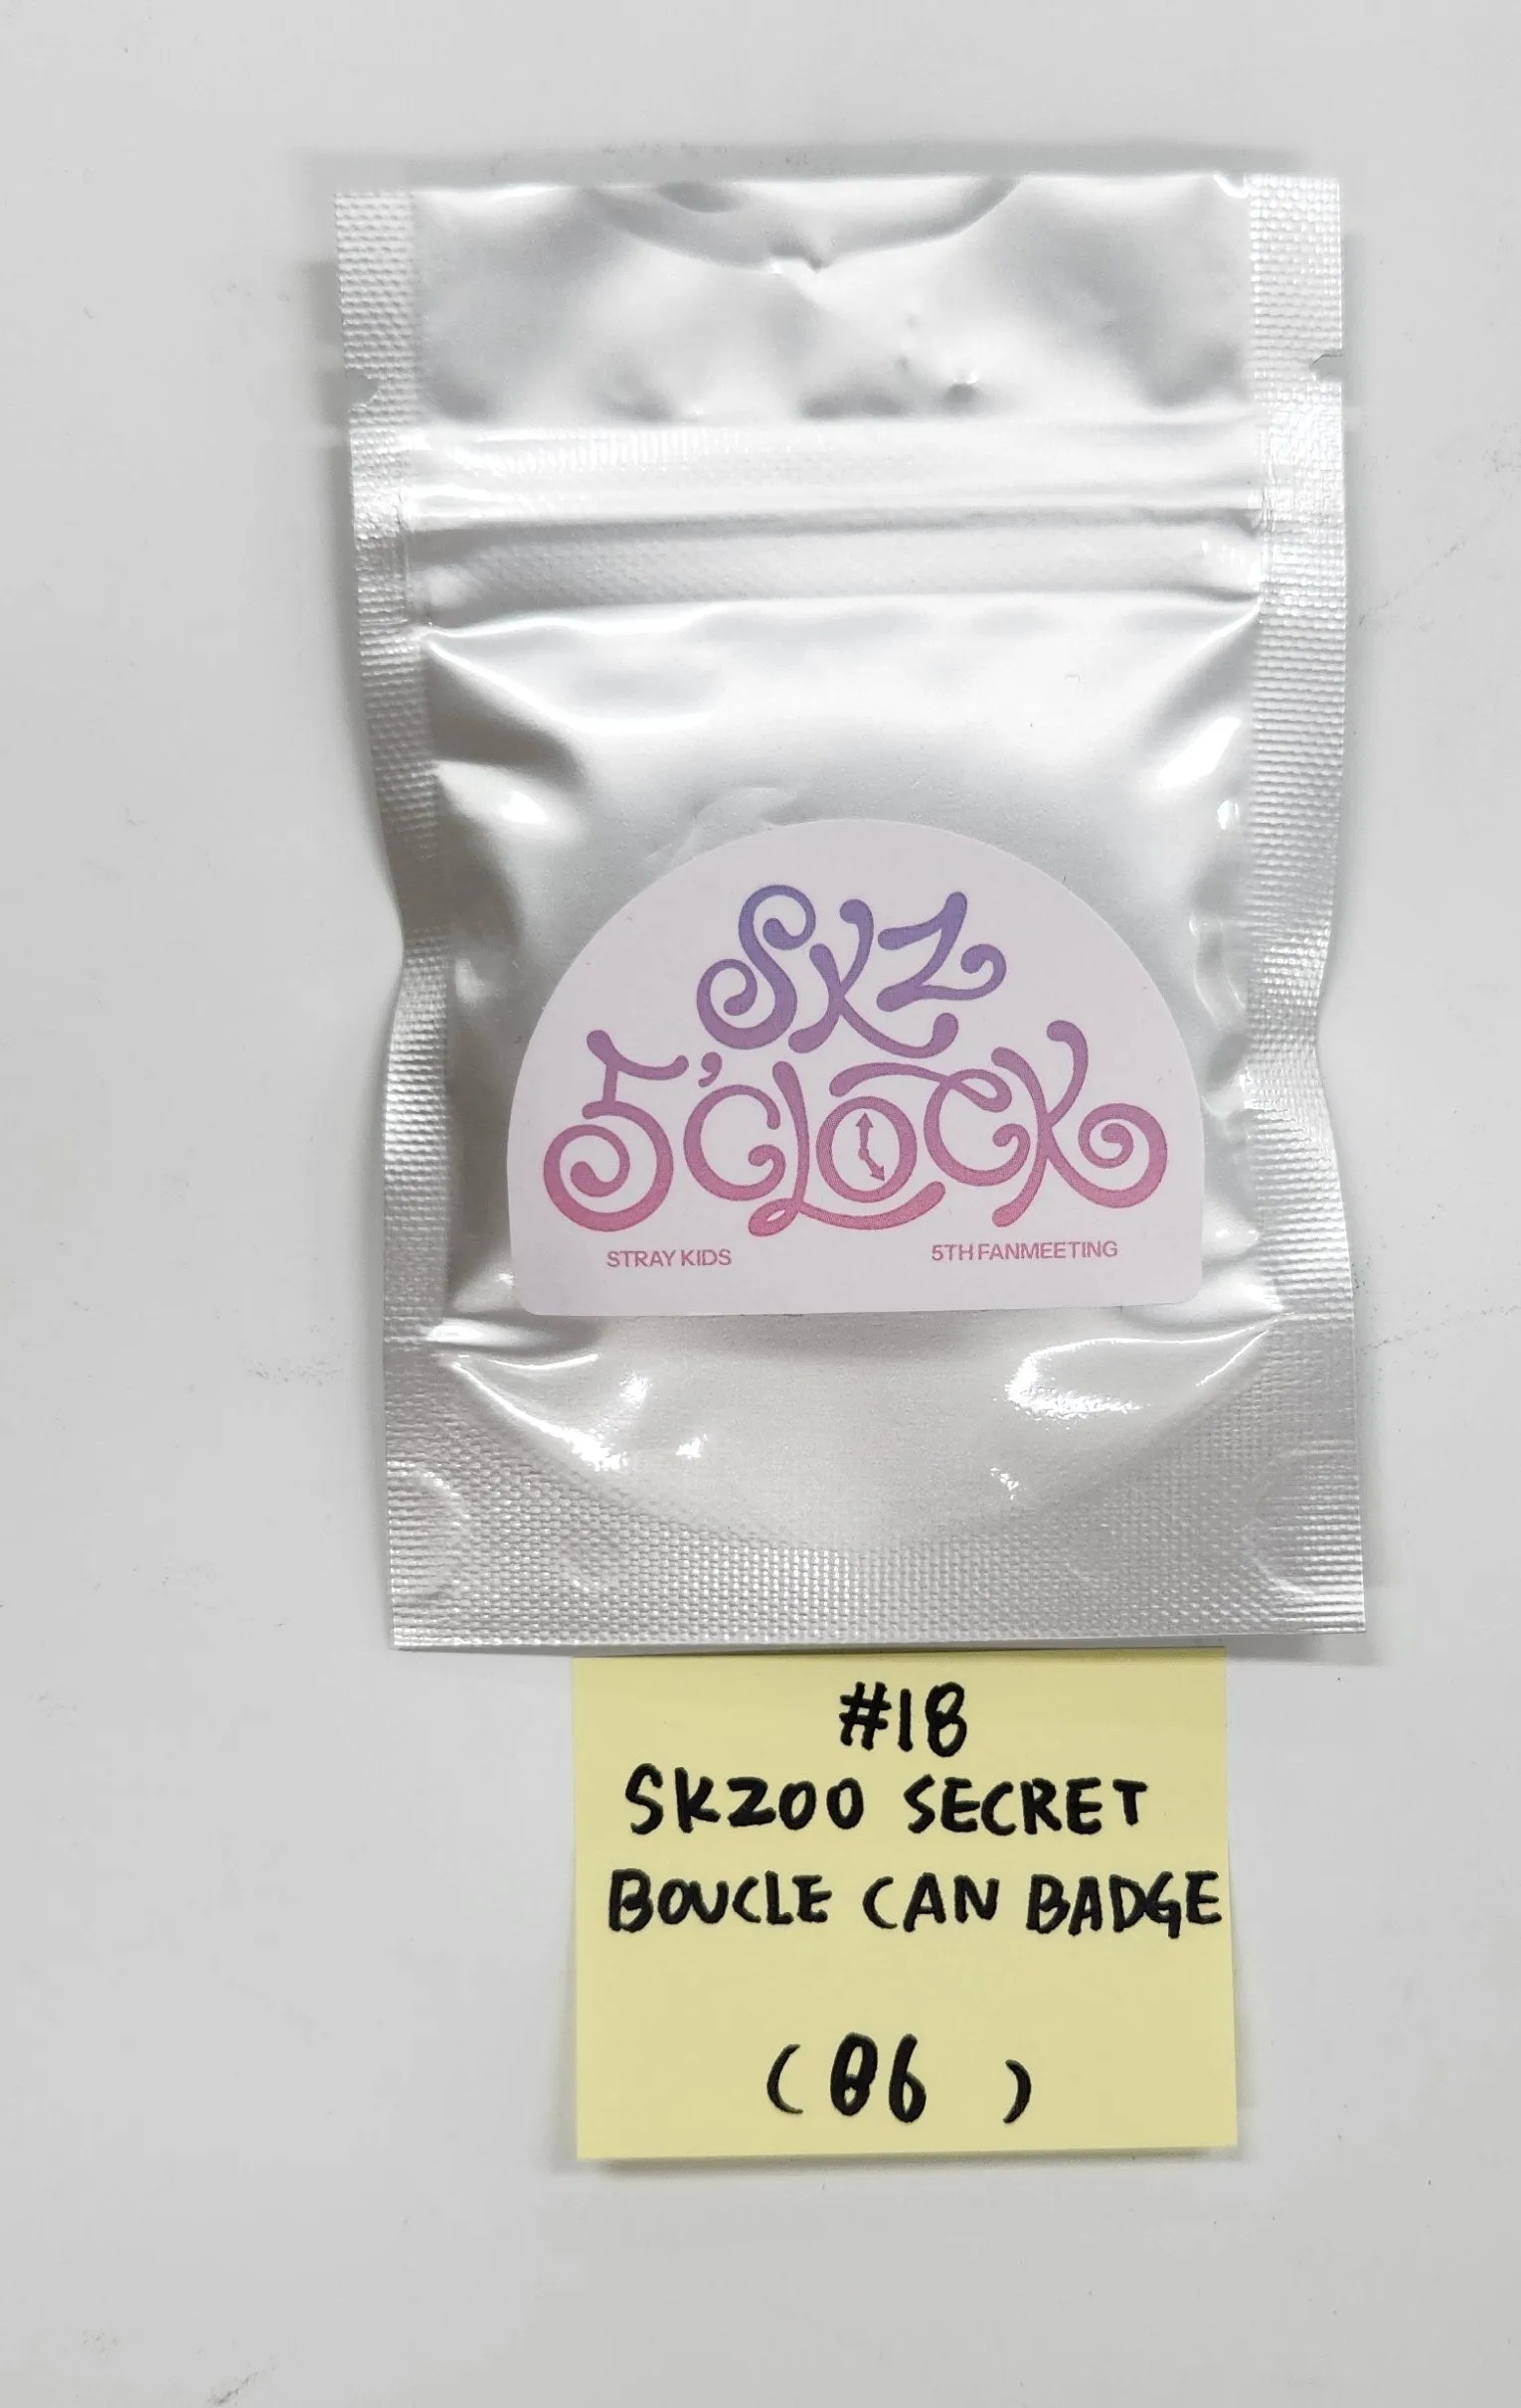 SKZ
5'CLOCK
STRAY KIDS 5TH FANMEETING
#18
SKZOO SECRET
BOUCLE CAN BADGE
(06)